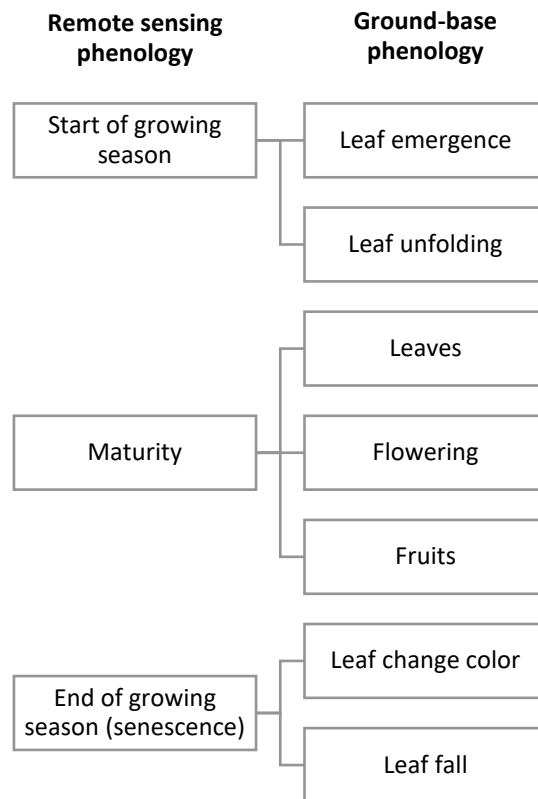 Remote sensing
phenology
Ground-base
phenology
Start of growing
season
Leaf emergence
Leaf unfolding
Maturity
Leaves
Flowering
Fruits
End of growing
season (senescence)
Leaf change color
Leaf fall